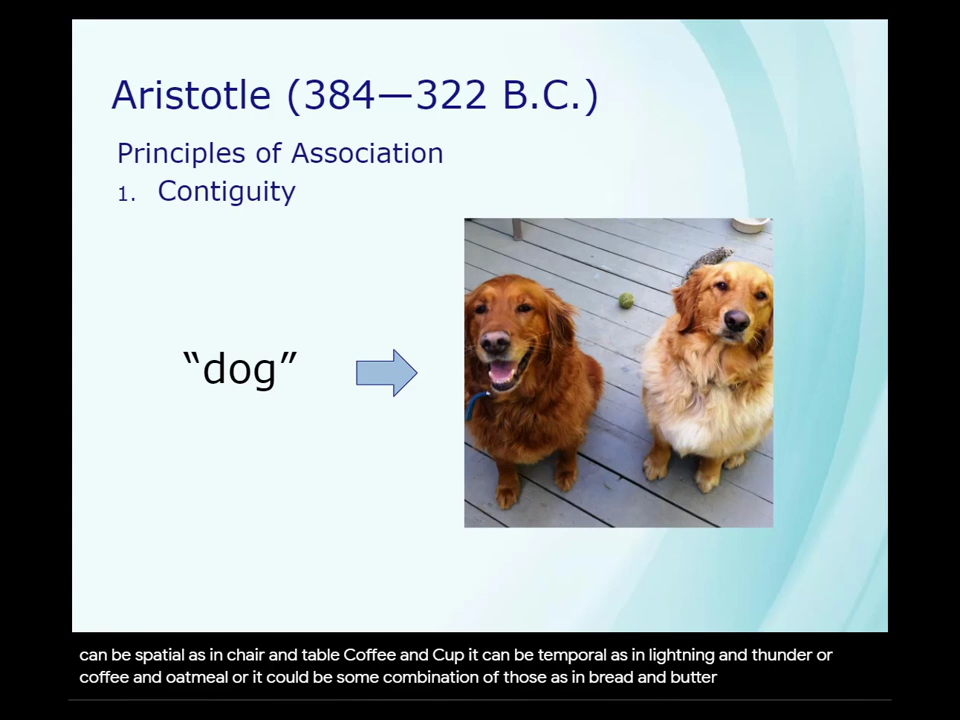 Aristotle (384—322 B.C.)
Principles of Association
1. Contiguity
“dog”
can be spatial as in chair and table Coffee and Cup it can be temporal as in lightning and thunder or
coffee and oatmeal or it could be some combination of those as in bread and butter